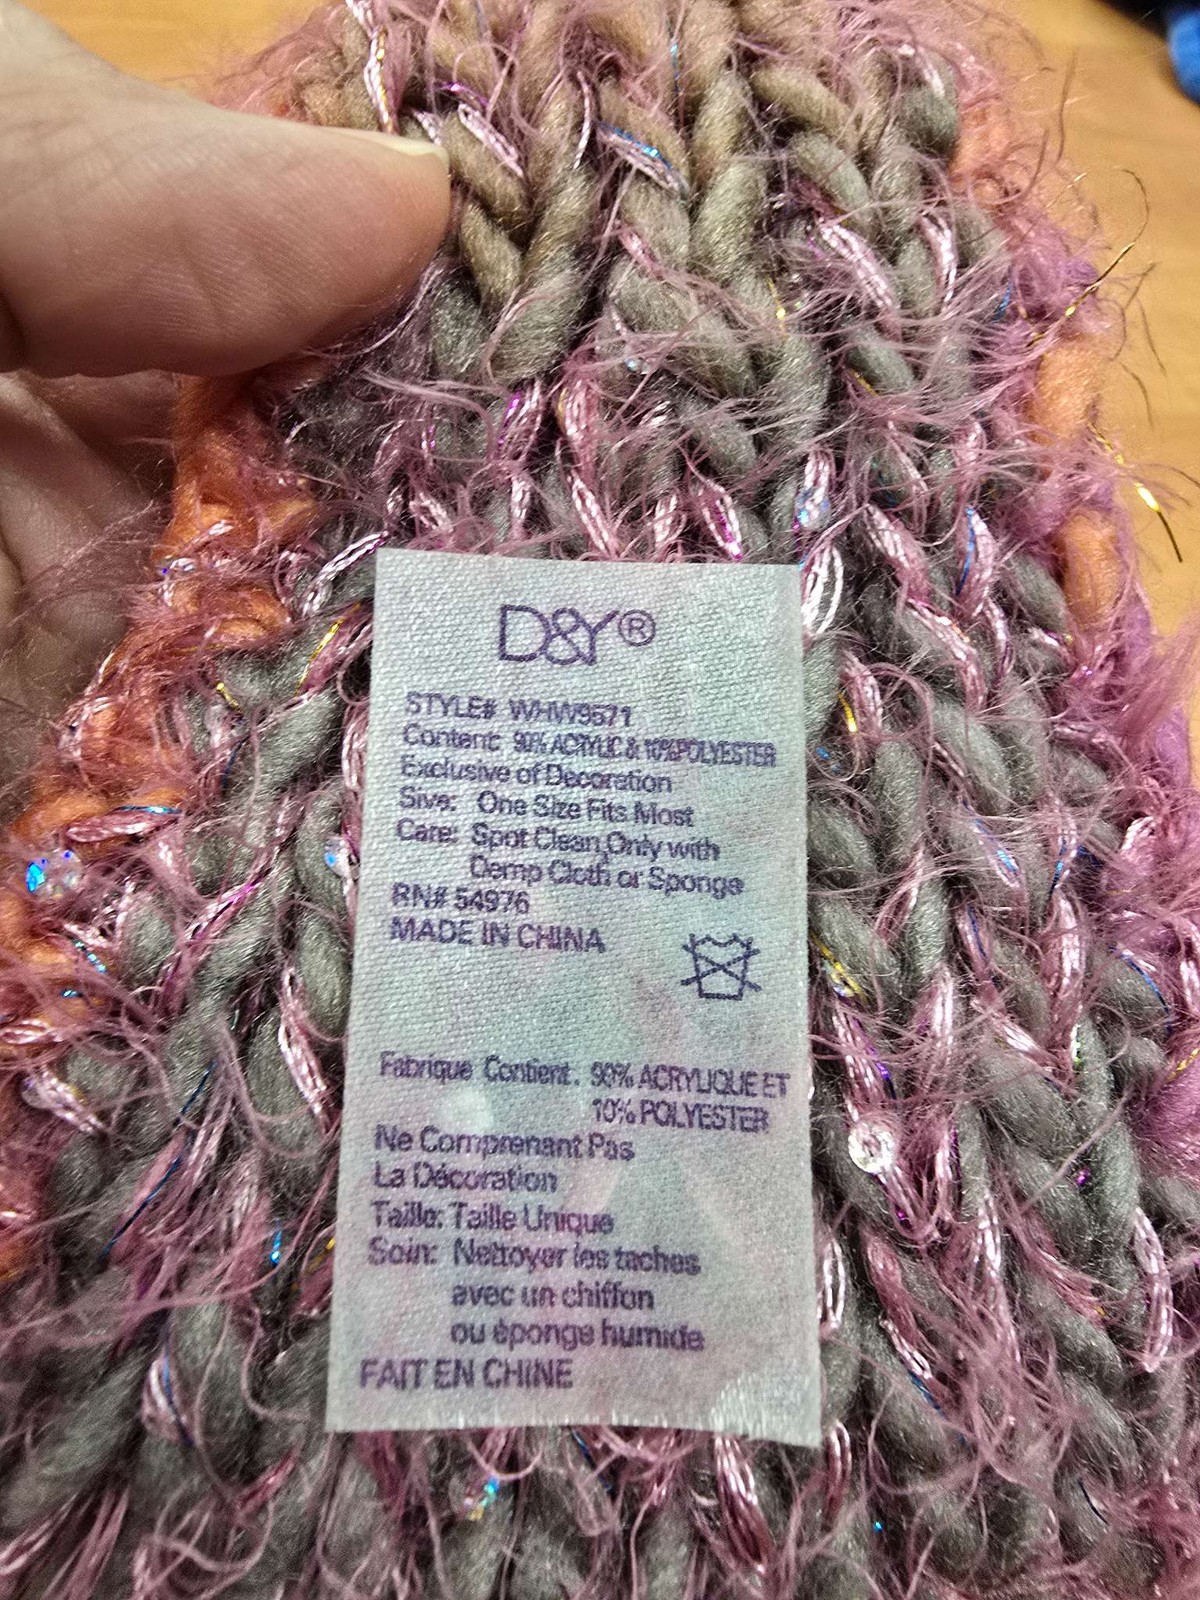 D&Y®
STYLE# WHW9571
Content: 90% ACRYLIC & 10%POLYESTER
Exclusive of Decoration
Sive: One Size Fits Most
Care: Spot Clean Only with
Demp Cloth or Sponge
RN# 54976
MADE IN CHINA
Fabrique Contient. 90% ACRYLIQUE ET
10% POLYESTER
Ne Comprenant Pas
La Décoration
Taille: Taille Unique
Soin: Nettoyer les taches
avec un chiffon
ou éponge humide
FAIT EN CHINE